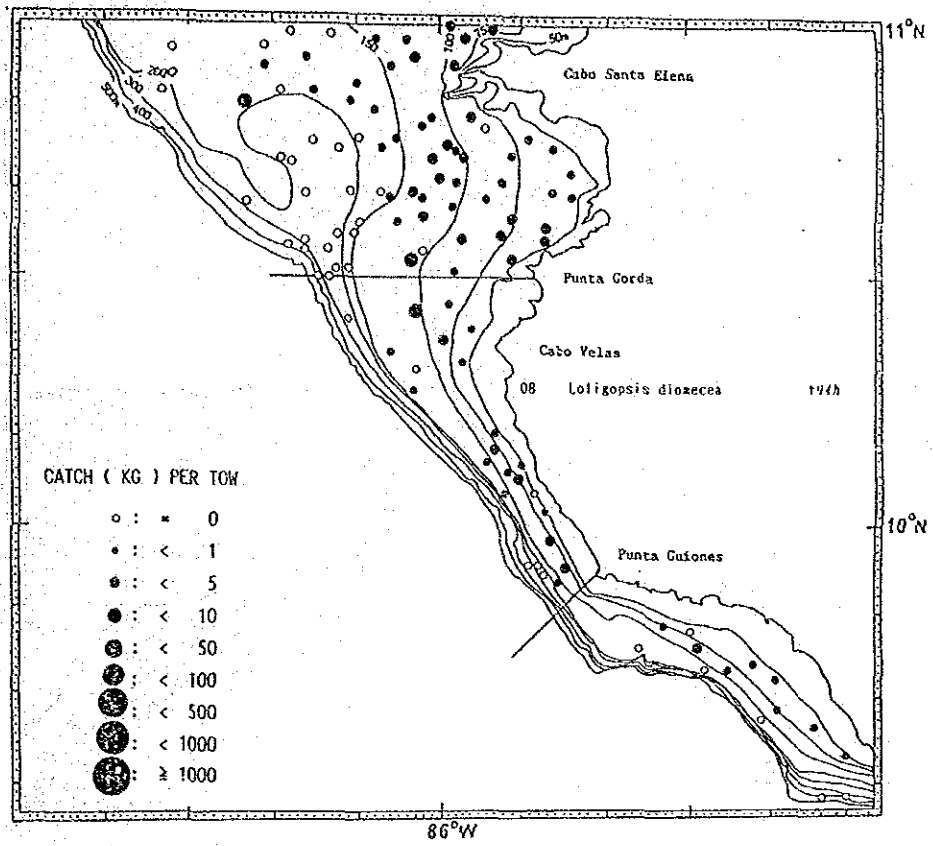 11°N
150
100
75
50m
200
300
400
500m
Cabo Santa Elena
Punta Gorda
Cabo Velas
08 Loligopsis diomecea
CATCH ( KG ) PER TOW
: = 0
: < 1
: < 5
: < 10
: < 50
: < 100
: < 500
: < 1000
: ≧ 1000
10°N
Punta Guiones
86°W